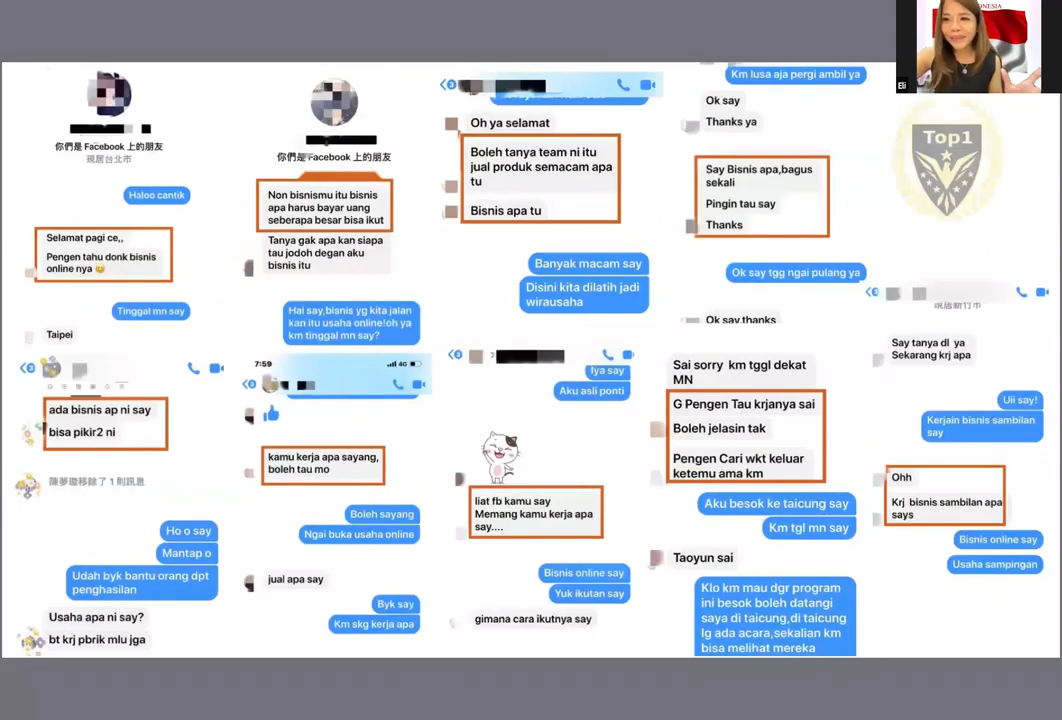 NESIA
Eli
你們是 Facebook 上的朋友
現居台北市
Haloo cantik
Selamat pagi ce,,
Pengen tahu donk bisnis
online nya 😊
Tinggal mn say
Taipei
你們是 Facebook 上的朋友
Non bisnismu itu bisnis
apa harus bayar uang
seberapa besar bisa ikut
Tanya gak apa kan siapa
tau jodoh degan aku
bisnis itu
Hai say,bisnis yg kita jalan
kan itu usaha online!oh ya
km tinggal mn say?
Oh ya selamat
Boleh tanya team ni itu
jual produk semacam apa
tu
Bisnis apa tu
Banyak macam say
Disini kita dilatih jadi
wirausaha
Km lusa aja pergi ambil ya
Ok say
Thanks ya
Say Bisnis apa,bagus
sekali
Pingin tau say
Thanks
Ok say tgg ngai pulang ya
Ok say,thanks
Top1
ada bisnis ap ni say
bisa pikir2 ni
陳夢璇移除了 1 則訊息
Ho o say
Mantap o
Udah byk bantu orang dpt
penghasilan
Usaha apa ni say?
bt krj pbrik mlu jga
7:59
4G
kamu kerja apa sayang,
boleh tau mo
Boleh sayang
Ngai buka usaha online
jual apa say
Byk say
Km skg kerja apa
Iya say
Aku asli ponti
liat fb kamu say
Memang kamu kerja apa
say....
Bisnis online say
Yuk ikutan say
gimana cara ikutnya say
Sai sorry km tggl dekat
MN
G Pengen Tau krjanya sai
Boleh jelasin tak
Pengen Cari wkt keluar
ketemu ama km
Aku besok ke taicung say
Km tgl mn say
Taoyun sai
Klo km mau dgr program
ini besok boleh datangi
saya di taicung,di taicung
lg ada acara,sekalian km
bisa melihat mereka
現居新竹市
Say tanya dl ya
Sekarang krj apa
Uii say!
Kerjain bisnis sambilan
say
Ohh
Krj bisnis sambilan apa
says
Bisnis online say
Usaha sampingan